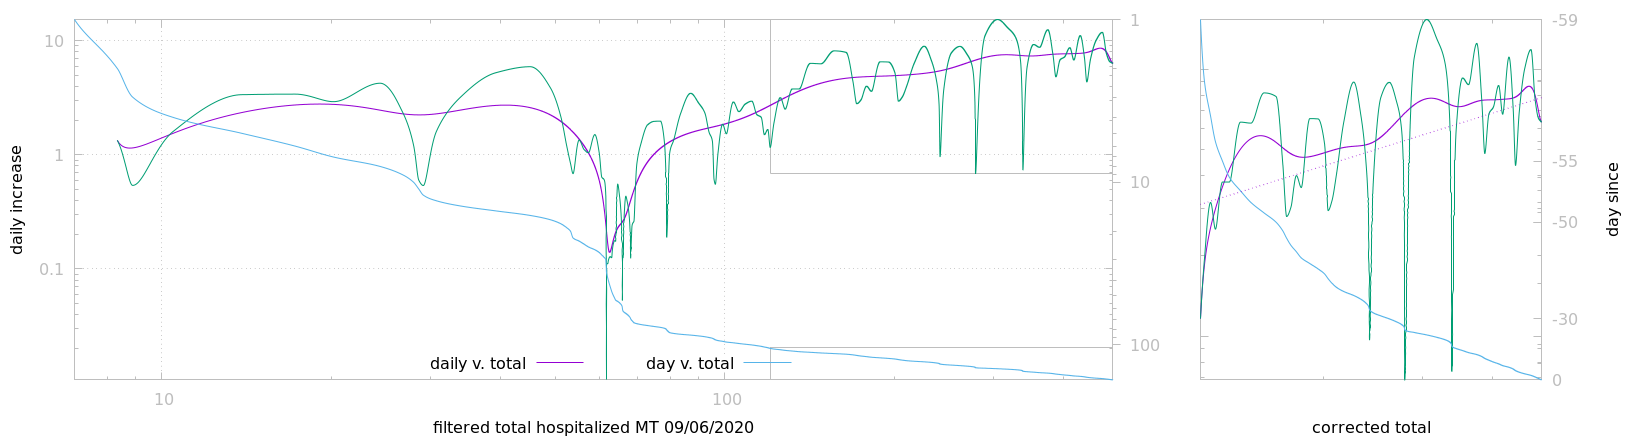 10
1
0.1
daily increase
10
100
filtered total hospitalized MT 09/06/2020
daily v. total
day v. total
1
10
100
-59
-55
-50
-30
0
day since
corrected total